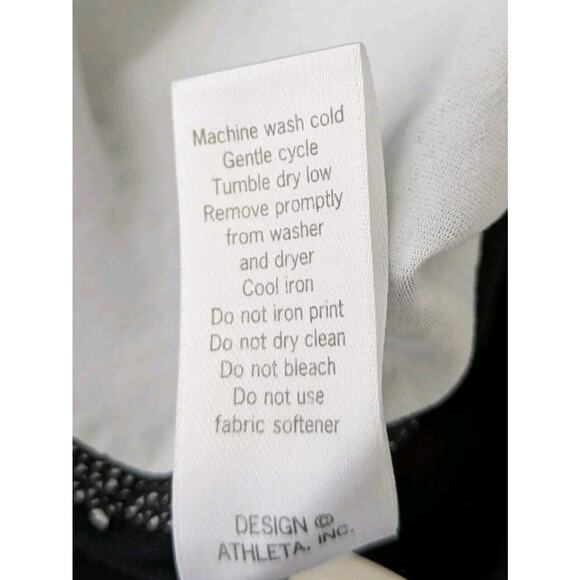 Machine wash cold
Gentle cycle
Tumble dry low
Remove promptly
from washer
and dryer
Cool iron
Do not iron print
Do not dry clean
Do not bleach
Do not use
fabric softener
DESIGN ©
ATHLETA, INC.